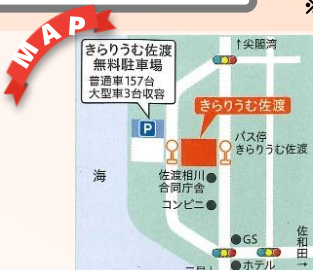 MAP
きらりうむ佐渡
無料駐車場
普通車157台
大型車3台収容
P
↑尖閣湾
きらりうむ佐渡
バス停
きらりうむ佐渡
海
佐渡相川
合同庁舎
コンビニ
GS
ホテル
佐和田→